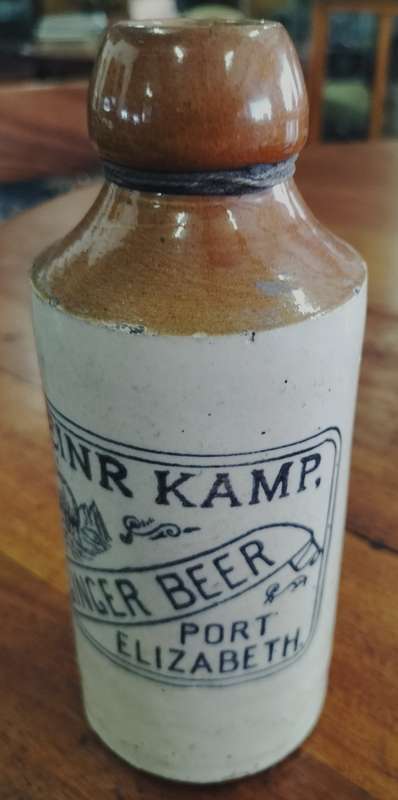 EINR KAMP.
INGER BEER
PORT
ELIZABETH.